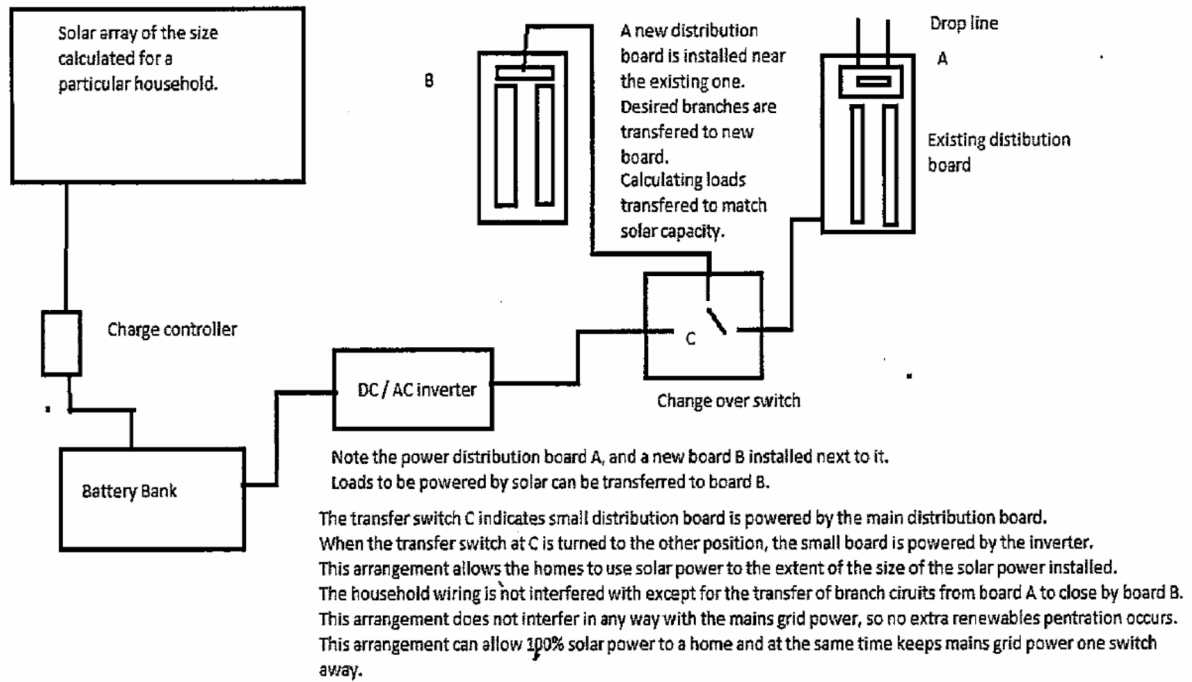 Solar array of the size
calculated for a
particular household.
B
A new distribution
board is installed near
the existing one.
Desired branches are
transfered to new
board.
Calculating loads
transfered to match
solar capacity.
Drop line
A
Existing distibution
board
Charge controller
DC / AC inverter
C
Change over switch
Battery Bank
Note the power distribution board A, and a new board B installed next to it.
Loads to be powered by solar can be transferred to board B.
The transfer switch C indicates small distribution board is powered by the main distribution board.
When the transfer switch at C is turned to the other position, the small board is powered by the inverter.
This arrangement allows the homes to use solar power to the extent of the size of the solar power installed.
The household wiring is not interfered with except for the transfer of branch ciruits from board A to close by board B.
This arrangement does not interfer in any way with the mains grid power, so no extra renewables pentration occurs.
This arrangement can allow 100% solar power to a home and at the same time keeps mains grid power one switch
away.